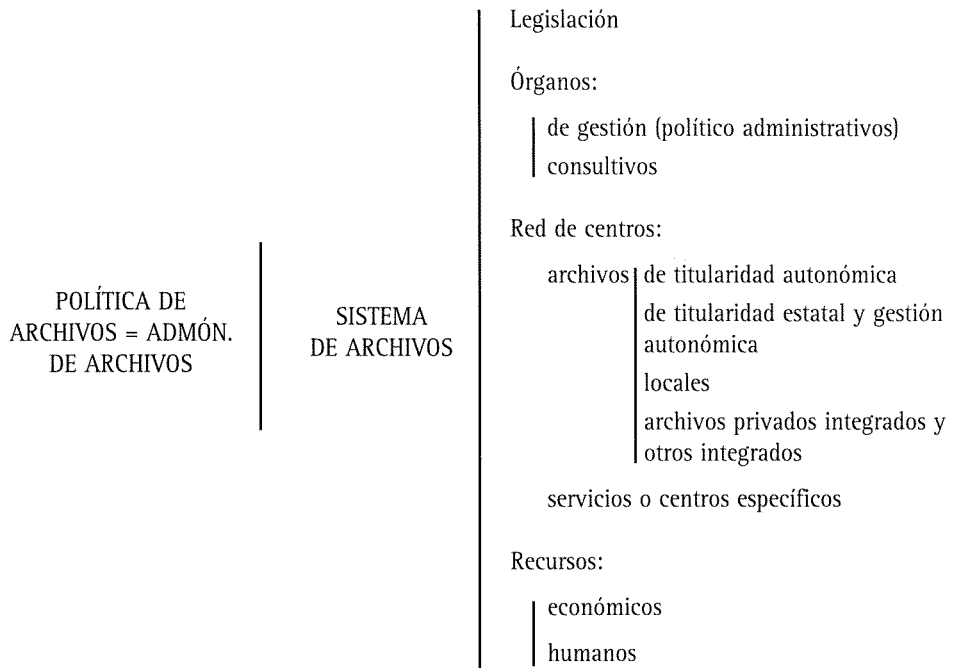 POLÍTICA DE
ARCHIVOS = ADMÓN.
DE ARCHIVOS
SISTEMA
DE ARCHIVOS
Legislación
Órganos:
de gestión (político administrativos)
consultivos
Red de centros:
archivos
de titularidad autonómica
de titularidad estatal y gestión
autonómica
locales
archivos privados integrados y
otros integrados
servicios o centros específicos
Recursos:
económicos
humanos